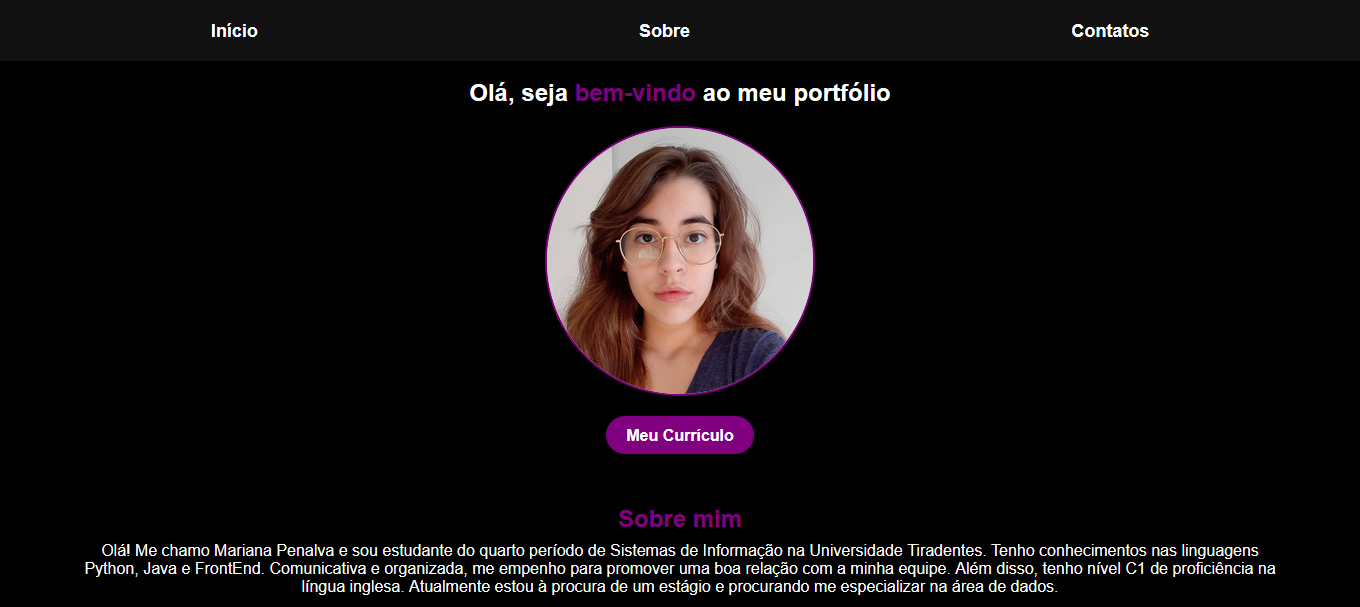 Início Sobre Contatos
Olá, seja bem-vindo ao meu portfólio
Meu Currículo
Sobre mim
Olá! Me chamo Mariana Penalva e sou estudante do quarto período de Sistemas de Informação na Universidade Tiradentes. Tenho conhecimentos nas linguagens
Python, Java e FrontEnd. Comunicativa e organizada, me empenho para promover uma boa relação com a minha equipe. Além disso, tenho nível C1 de proficiência na
língua inglesa. Atualmente estou à procura de um estágio e procurando me especializar na área de dados.